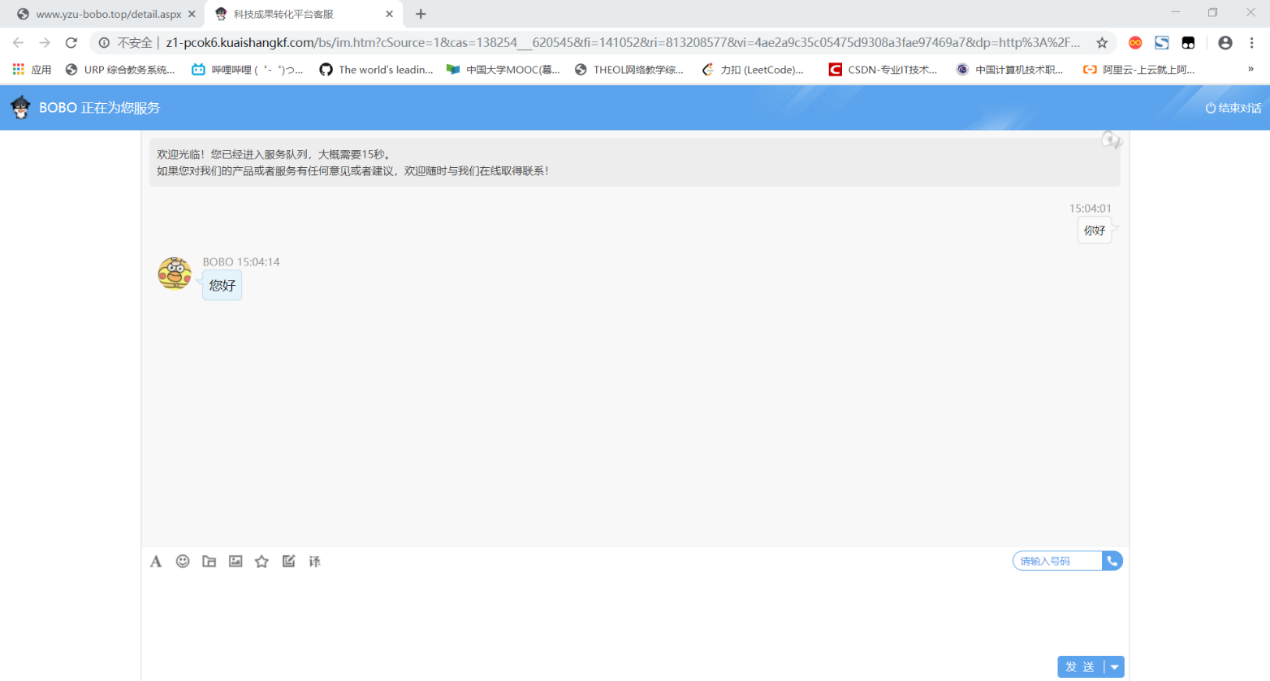 www.yzu-bobo.top/detail.aspx
科技成果转化平台客服
不安全 | z1-pcok6.kuaishangkf.com/bs/im.htm?cSource=1&cas=138254__620545&fi=141052&ri=813208577&vi=4ae2a9c35c05475d9308a3fae97469a7&dp=http%3A%2F...
应用 URP 综合教务系统... 哔哩哔哩 ( ゜- ゜)つ... The world's leadin... 中国大学MOOC(慕... THEOL网络教学综... 力扣 (LeetCode)... CSDN-专业IT技术... 中国计算机技术职... 阿里云-上云就上阿... »
BOBO 正在为您服务
结束对话
欢迎光临！您已经进入服务队列，大概需要15秒。
如果您对我们的产品或者服务有任何意见或者建议，欢迎随时与我们在线取得联系！
15:04:01
你好
BOBO 15:04:14
您好
A 译
请输入号码
发 送